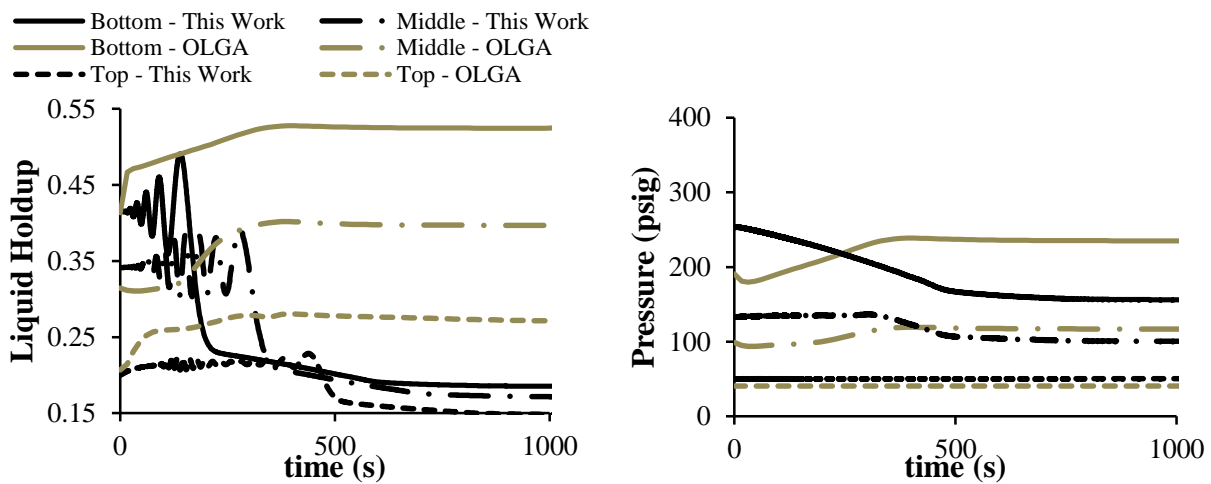 Bottom - This Work
Middle - This Work
Bottom - OLGA
Middle - OLGA
Top - This Work
Top - OLGA
Liquid Holdup
0.55
0.45
0.35
0.25
0.15
0
500
1000
time (s)
Pressure (psig)
400
300
200
100
0
0
500
1000
time (s)